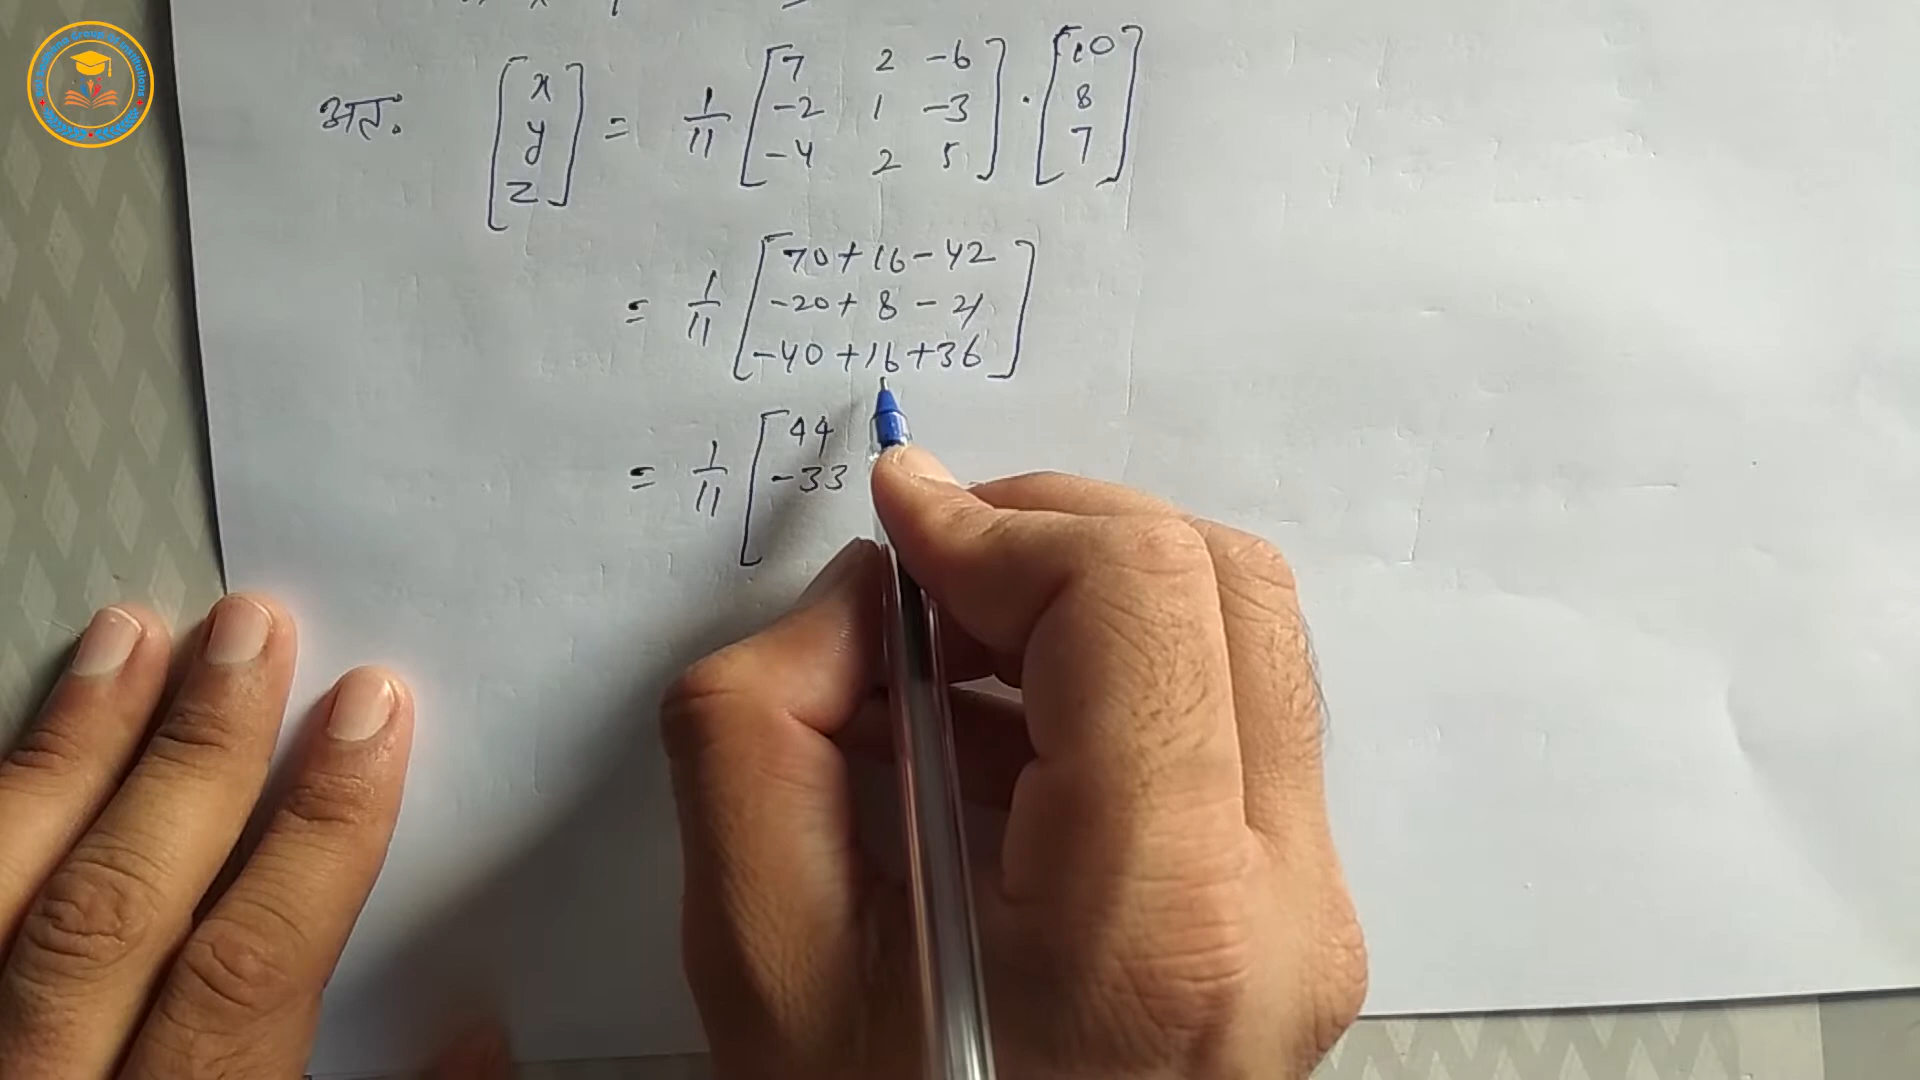 अतः [x y z] = 1/11 [7 2 -6; -2 1 -3; -4 2 5] · [10 8 7]
= 1/11 [70+16-42; -20+8-21; -40+16+36]
= 1/11 [44 -33